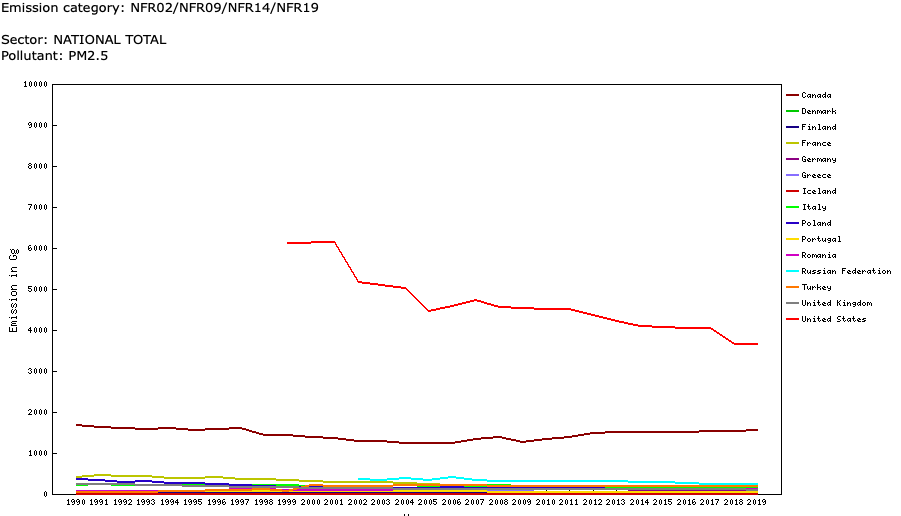 Emission category: NFR02/NFR09/NFR14/NFR19
Sector: NATIONAL TOTAL
Pollutant: PM2.5
10000
9000
8000
7000
6000
5000
4000
3000
2000
1000
0
Emission in Gg
1990 1991 1992 1993 1994 1995 1996 1997 1998 1999 2000 2001 2002 2003 2004 2005 2006 2007 2008 2009 2010 2011 2012 2013 2014 2015 2016 2017 2018 2019
Canada
Denmark
Finland
France
Germany
Greece
Iceland
Italy
Poland
Portugal
Romania
Russian Federation
Turkey
United Kingdom
United States